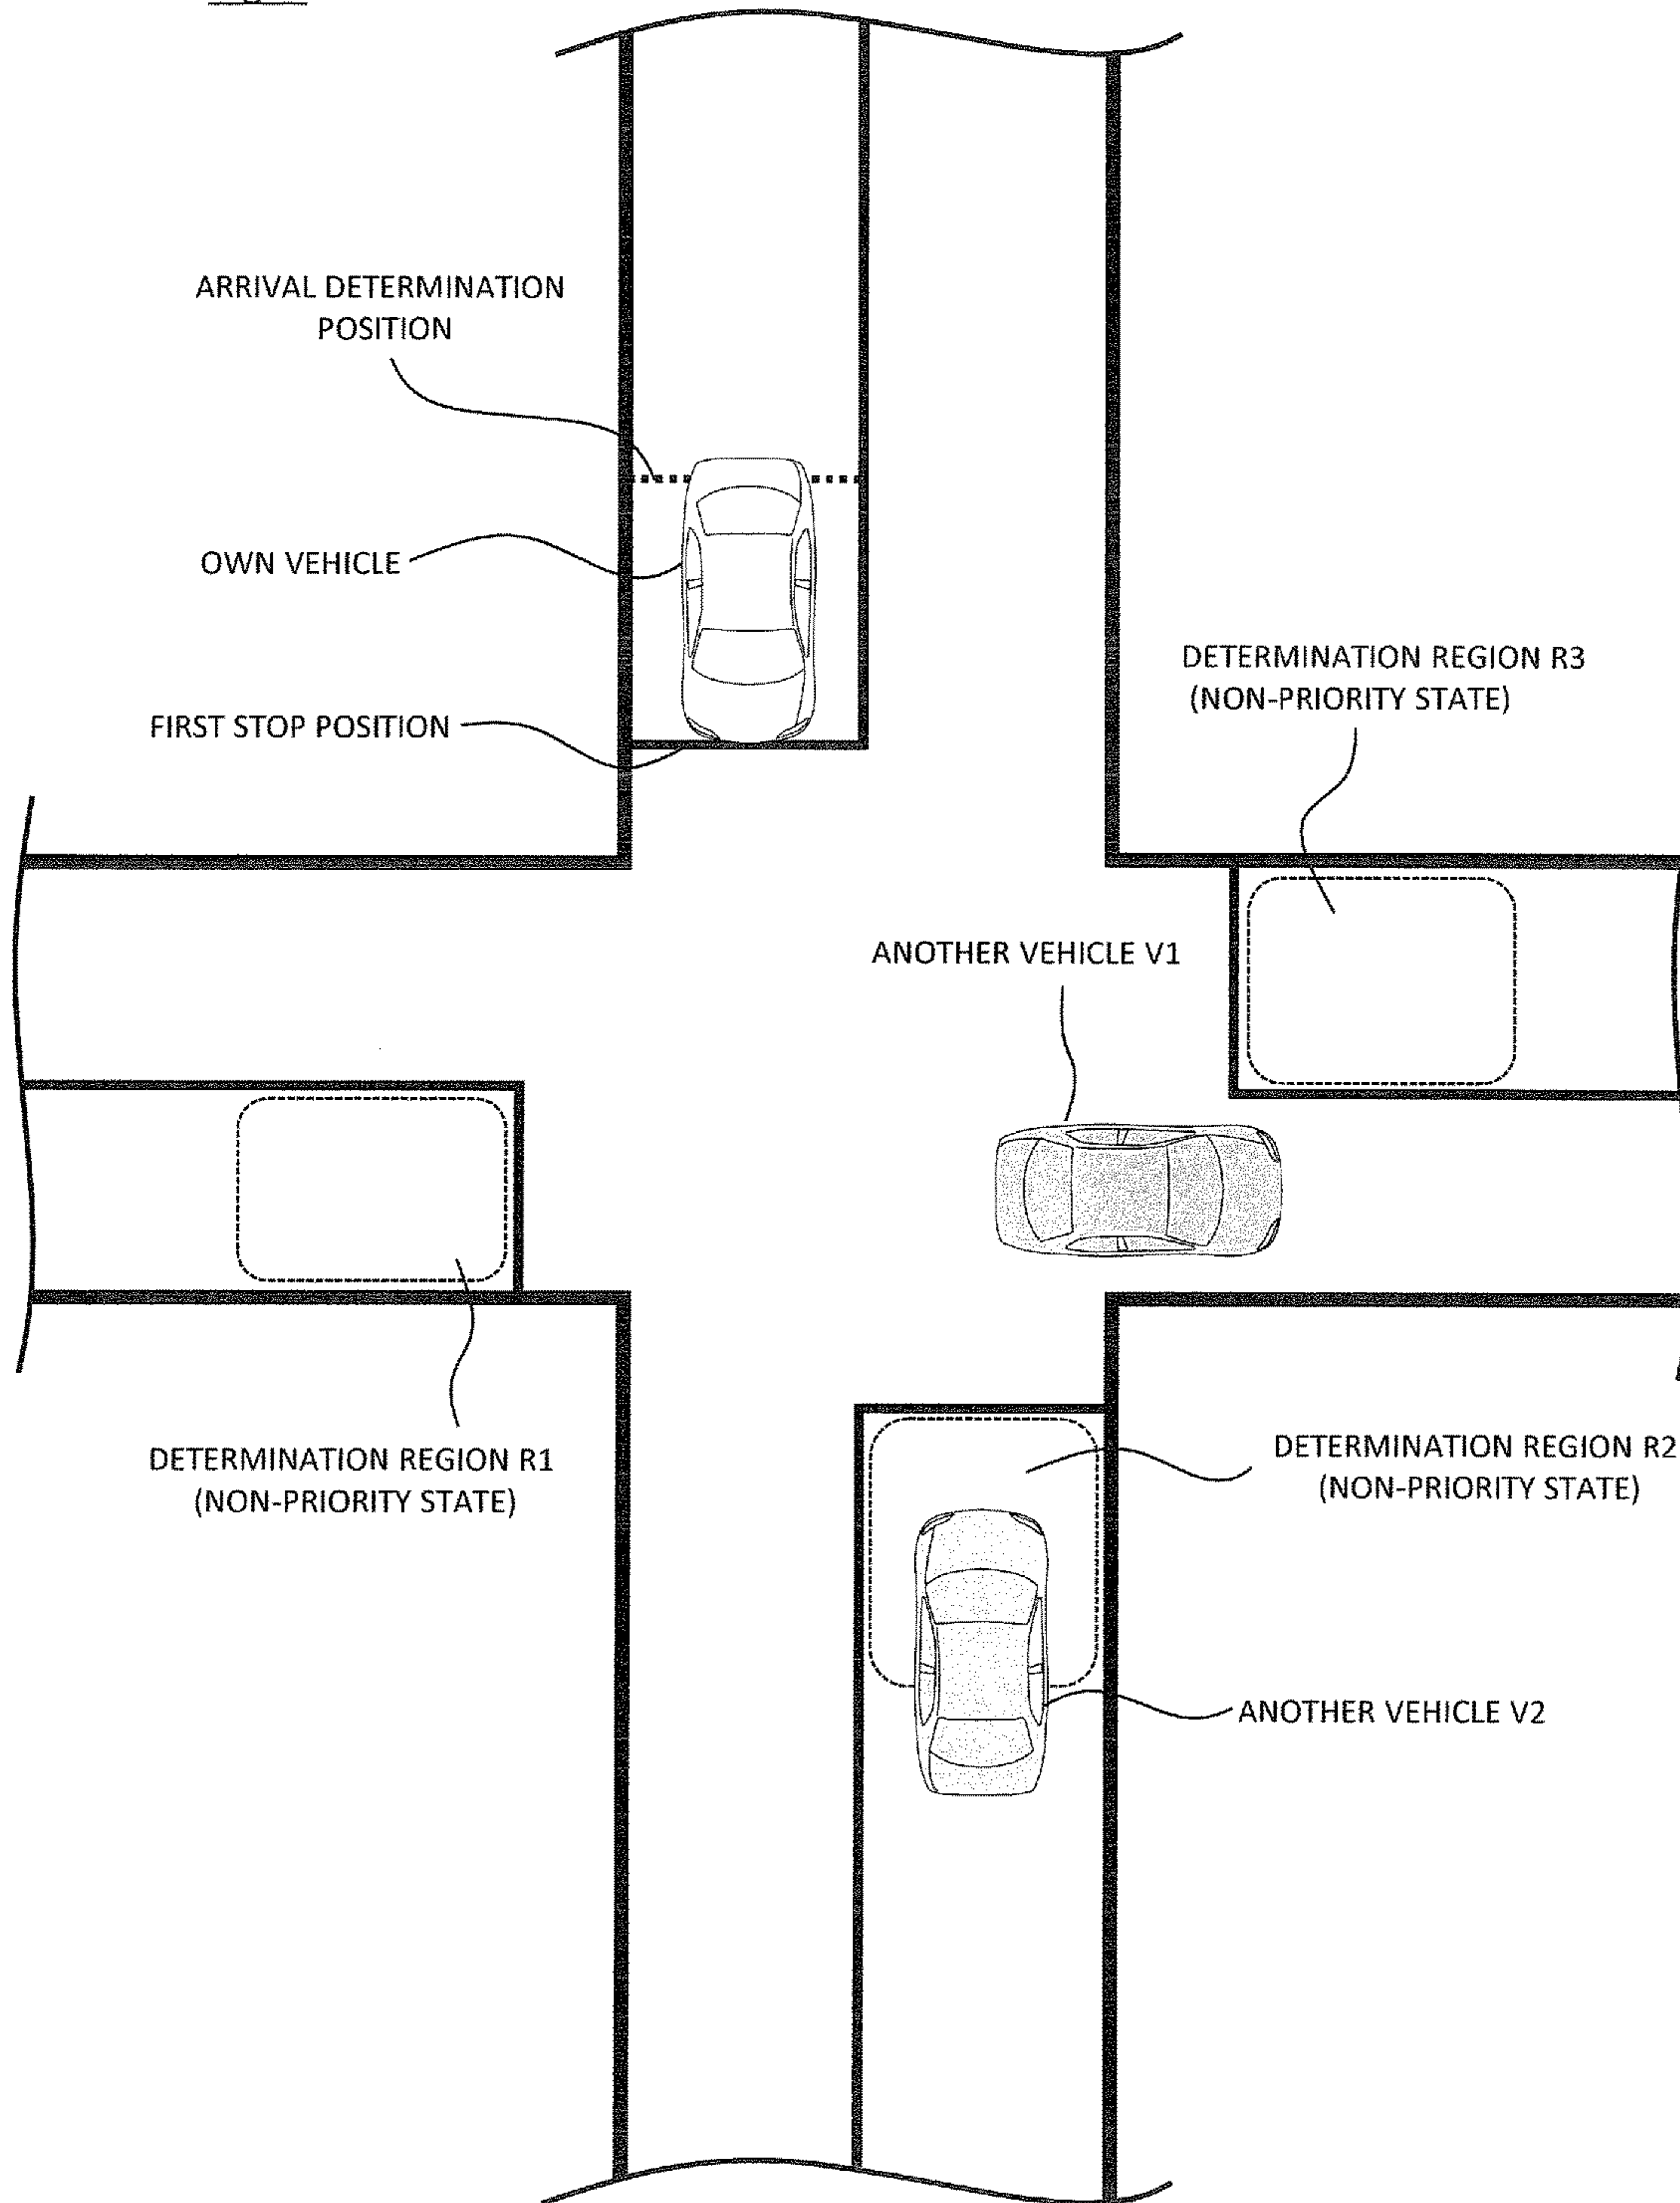 ARRIVAL DETERMINATION
POSITION
OWN VEHICLE
DETERMINATION REGION R3
(NON-PRIORITY STATE)
FIRST STOP POSITION
ANOTHER VEHICLE V1
DETERMINATION REGION R1
(NON-PRIORITY STATE)
DETERMINATION REGION R2
(NON-PRIORITY STATE)
ANOTHER VEHICLE V2